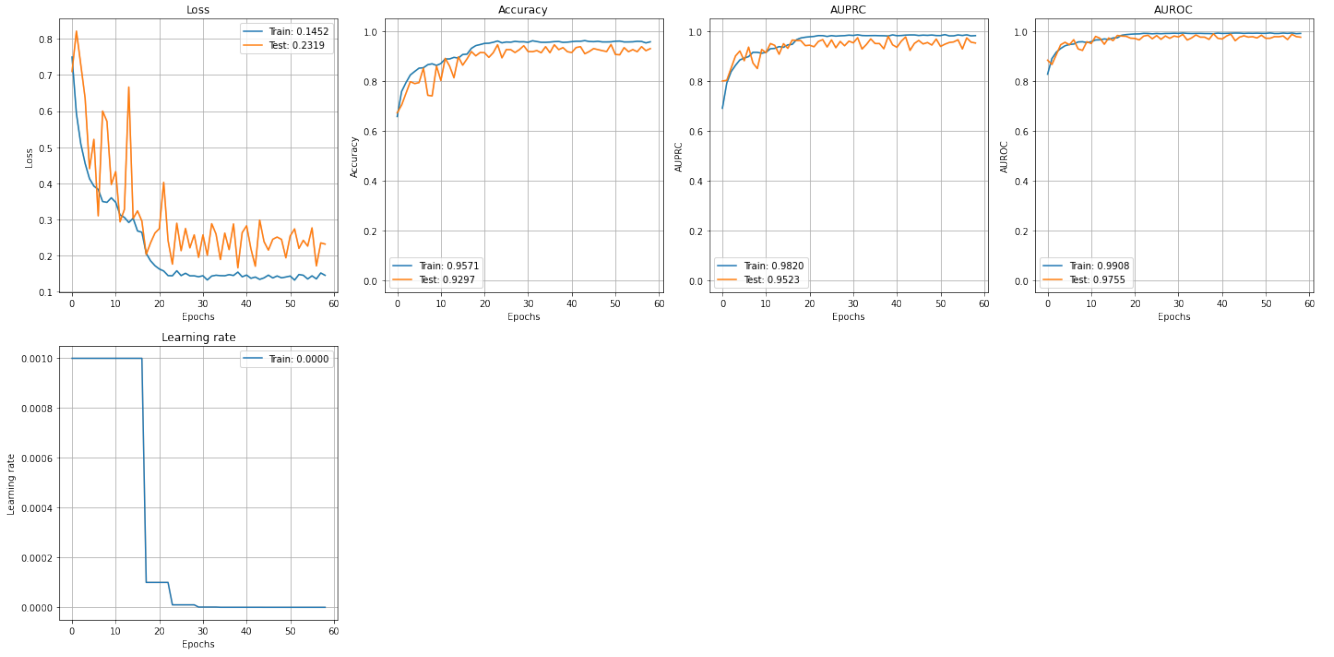 Loss
Train: 0.1452
Test: 0.2319
0.8
0.7
0.6
0.5
0.4
0.3
0.2
0.1
Loss
0 10 20 30 40 50 60
Epochs
Accuracy
1.0
0.8
0.6
0.4
0.2
0.0
Accuracy
Train: 0.9571
Test: 0.9297
0 10 20 30 40 50 60
Epochs
AUPRC
1.0
0.8
0.6
0.4
0.2
0.0
AUPRC
Train: 0.9820
Test: 0.9523
0 10 20 30 40 50 60
Epochs
AUROC
1.0
0.8
0.6
0.4
0.2
0.0
AUROC
Train: 0.9908
Test: 0.9755
0 10 20 30 40 50 60
Epochs
Learning rate
Train: 0.0000
0.0010
0.0008
0.0006
0.0004
0.0002
0.0000
Learning rate
0 10 20 30 40 50 60
Epochs